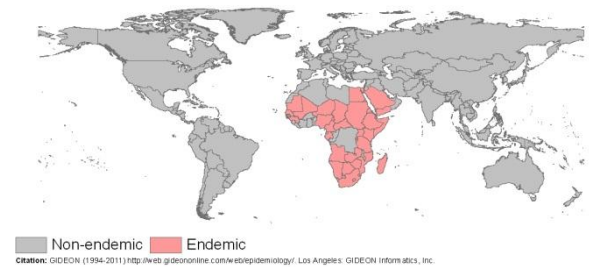 Non-endemic Endemic
Citation: GIDEON (1994-2011) http://web.gideononline.com/web/epidemiology/. Los Angeles: GIDEON Informatics, Inc.